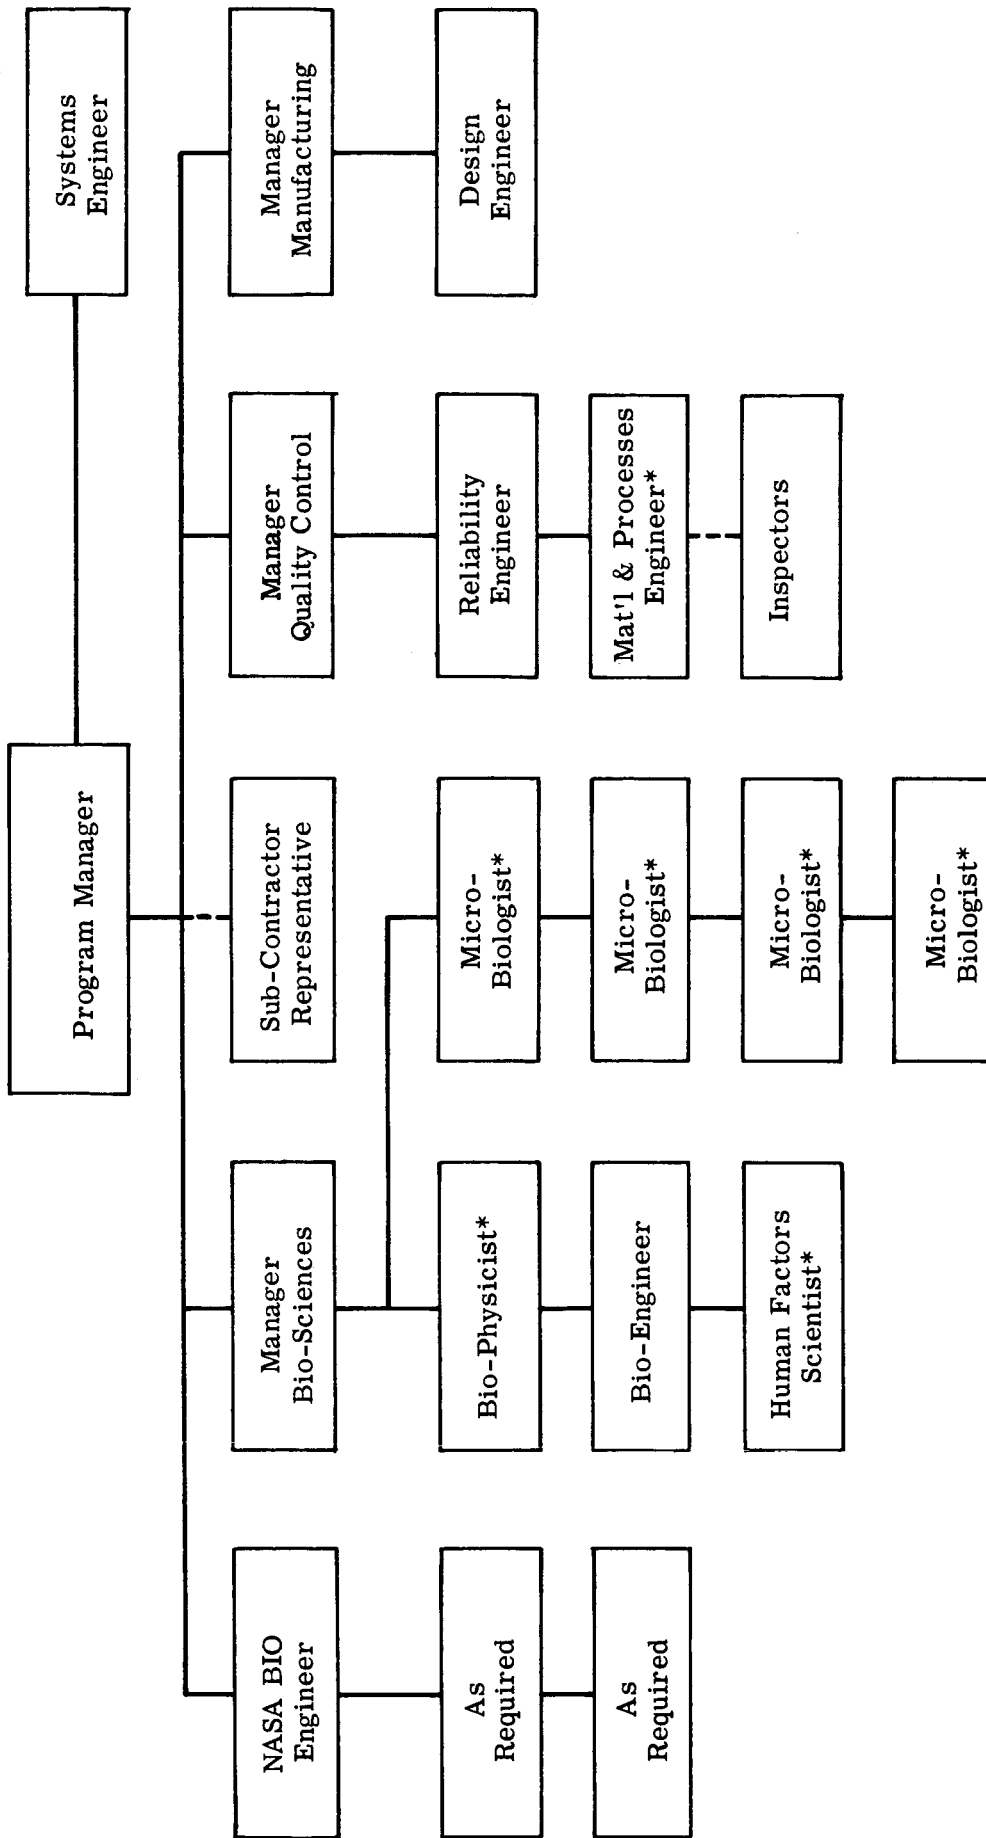 Program Manager
Systems
Engineer
NASA BIO
Engineer
Manager
Bio-Sciences
Sub-Contractor
Representative
Manager
Quality Control
Manager
Manufacturing
As
Required
Bio-Physicist*
Micro-
Biologist*
Reliability
Engineer
Design
Engineer
As
Required
Bio-Engineer
Micro-
Biologist*
Mat'l & Processes
Engineer*
Human Factors
Scientist*
Micro-
Biologist*
Inspectors
Micro-
Biologist*